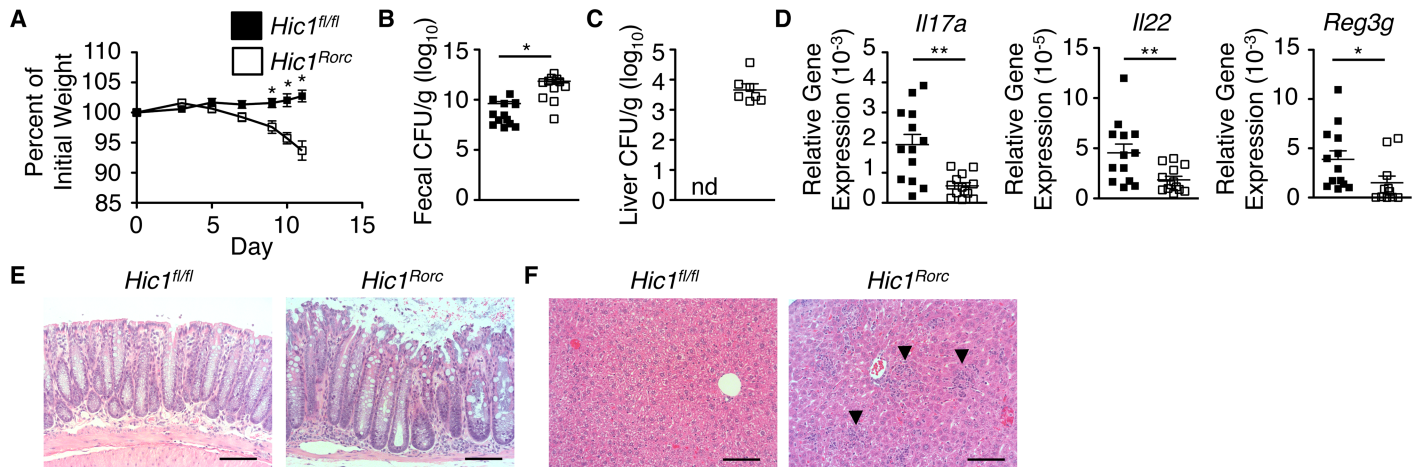 A
Hic1fl/fl
Hic1Rorc
Percent of
Initial Weight
110
105
100
95
90
85
* * *
0 5 10 15
Day
B
Fecal CFU/g (log10)
15
10
5
0
*
C
Liver CFU/g (log10)
5
4
3
2
1
0
nd
D
Il17a
Relative Gene
Expression (10-3)
5
4
3
2
1
0
**
Il22
Relative Gene
Expression (10-5)
15
10
5
0
**
Reg3g
Relative Gene
Expression (10-3)
15
10
5
0
*
E
Hic1fl/fl
Hic1Rorc
F
Hic1fl/fl
Hic1Rorc